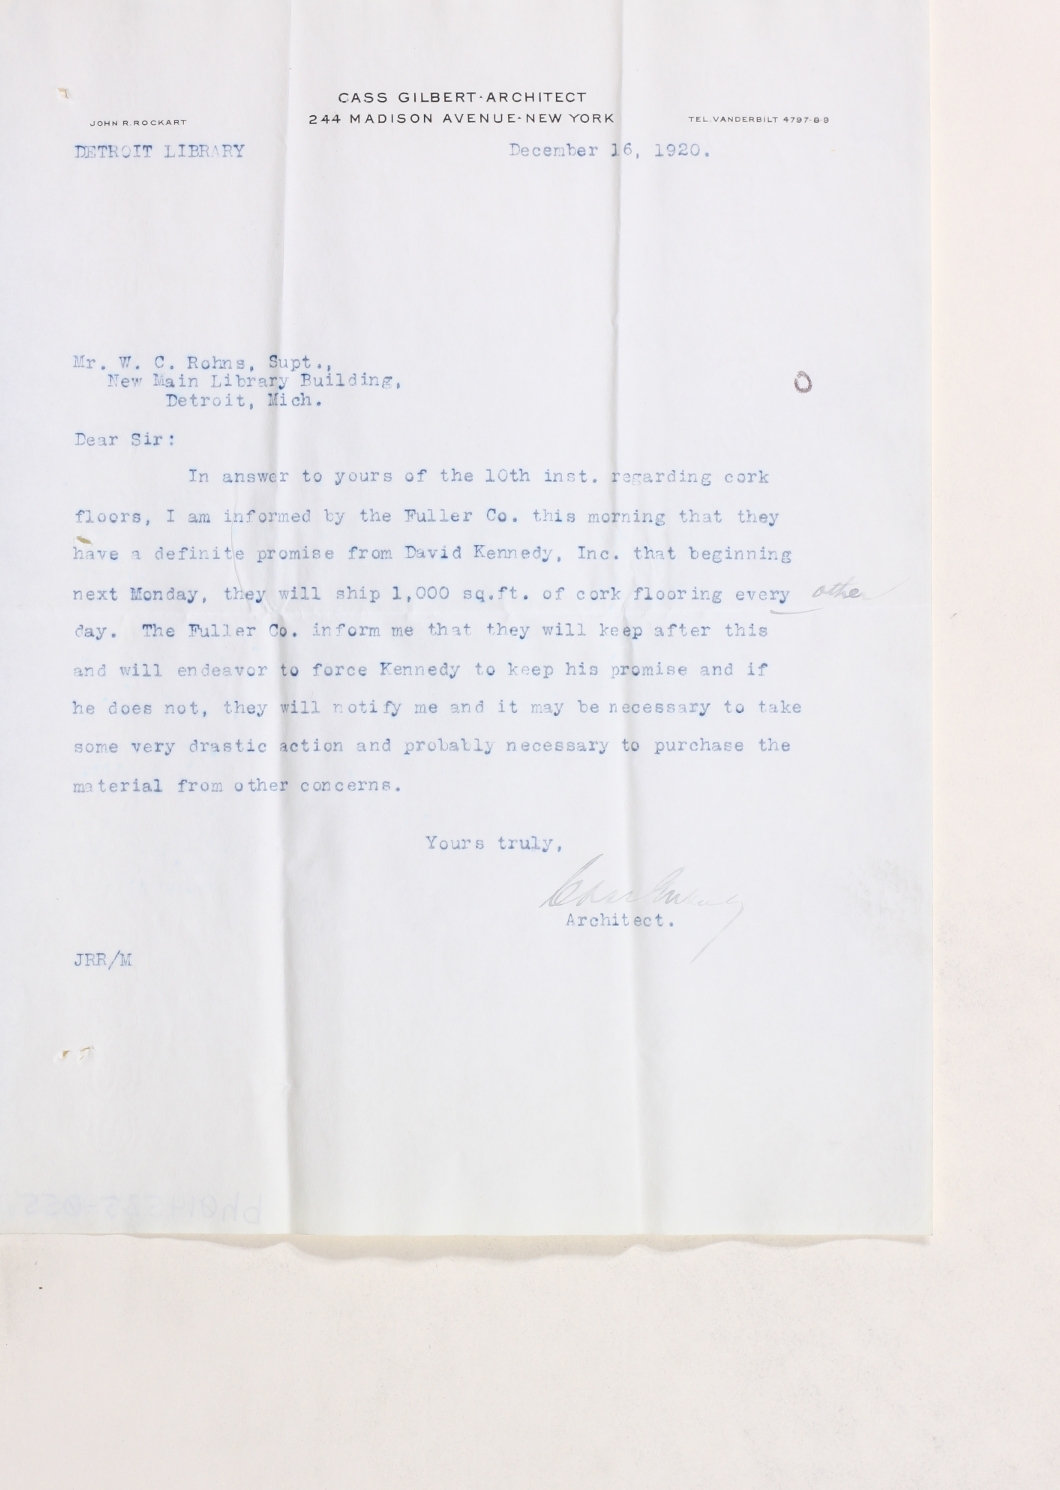 CASS GILBERT-ARCHITECT
JOHN R. ROCKART 244 MADISON AVENUE-NEW YORK TEL. VANDERBILT 4797-8-9
DETROIT LIBRARY December 16, 1920.
Mr. W. C. Rohns, Supt.,
New Main Library Building,
Detroit, Mich.
Dear Sir:
In answer to yours of the 10th inst. regarding cork
floors, I am informed by the Fuller Co. this morning that they
have a definite promise from David Kennedy, Inc. that beginning
next Monday, they will ship 1,000 sq.ft. of cork flooring every other
day. The Fuller Co. inform me that they will keep after this
and will endeavor to force Kennedy to keep his promise and if
he does not, they will notify me and it may be necessary to take
some very drastic action and probably necessary to purchase the
material from other concerns.
Yours truly,
Cass Gilbert
Architect.
JRR/M